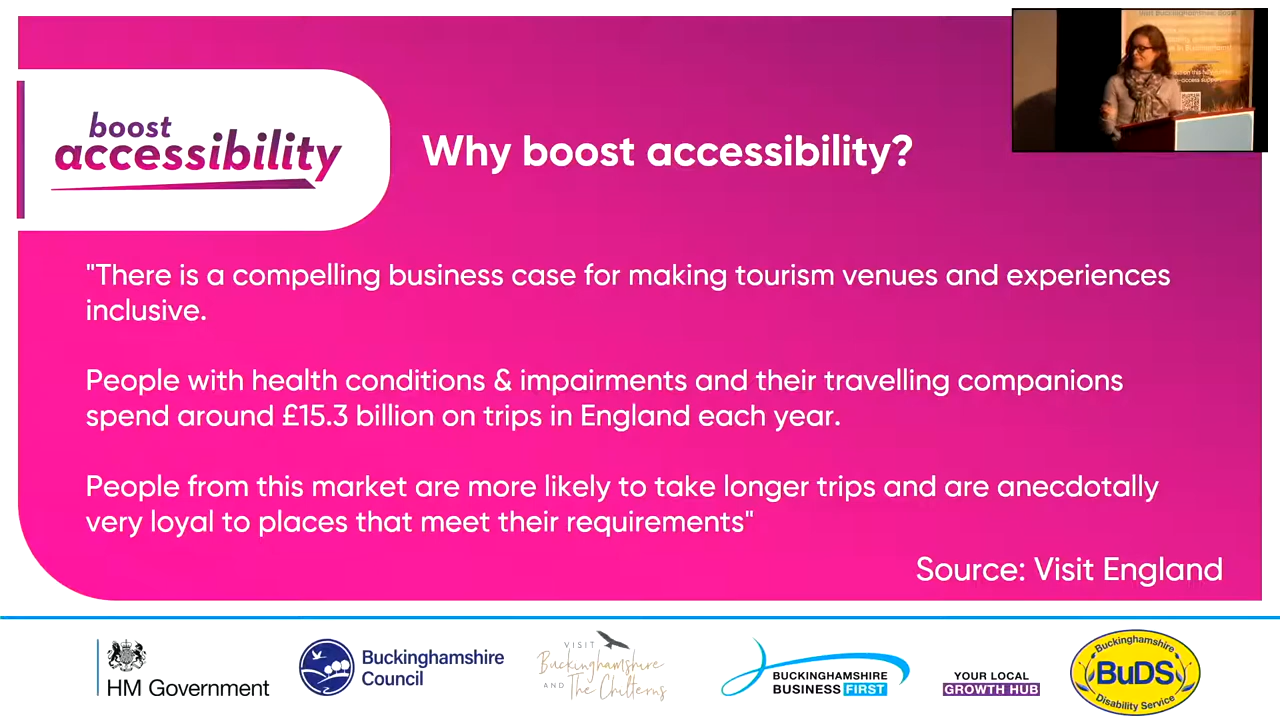 boost
accessibility
Why boost accessibility?
"There is a compelling business case for making tourism venues and experiences
inclusive.
People with health conditions & impairments and their travelling companions
spend around £15.3 billion on trips in England each year.
People from this market are more likely to take longer trips and are anecdotally
very loyal to places that meet their requirements"
Source: Visit England
HM Government
Buckinghamshire
Council
VISIT
Buckinghamshire
AND The Chilterns
BUCKINGHAMSHIRE
BUSINESS FIRST
YOUR LOCAL
GROWTH HUB
Buckinghamshire
BuDS
Disability Service